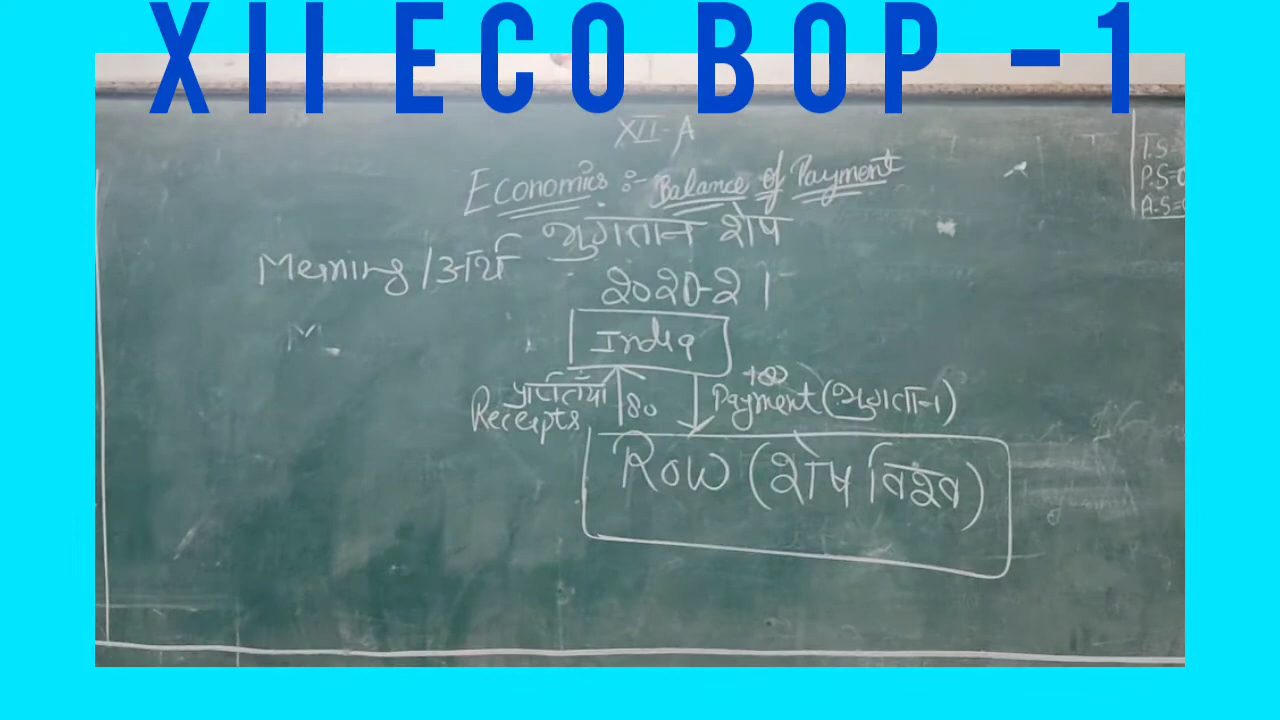 XII ECO BOP -1
XII-A
Economics :- Balance of Payment
भुगतान शेष
Meaning / अर्थ
2020-21
India
T.S=
P.S=
A.S=
M
प्राप्तियाँ
Receipts
80
100
Payment (भुगतान)
Row (शेष विश्व)